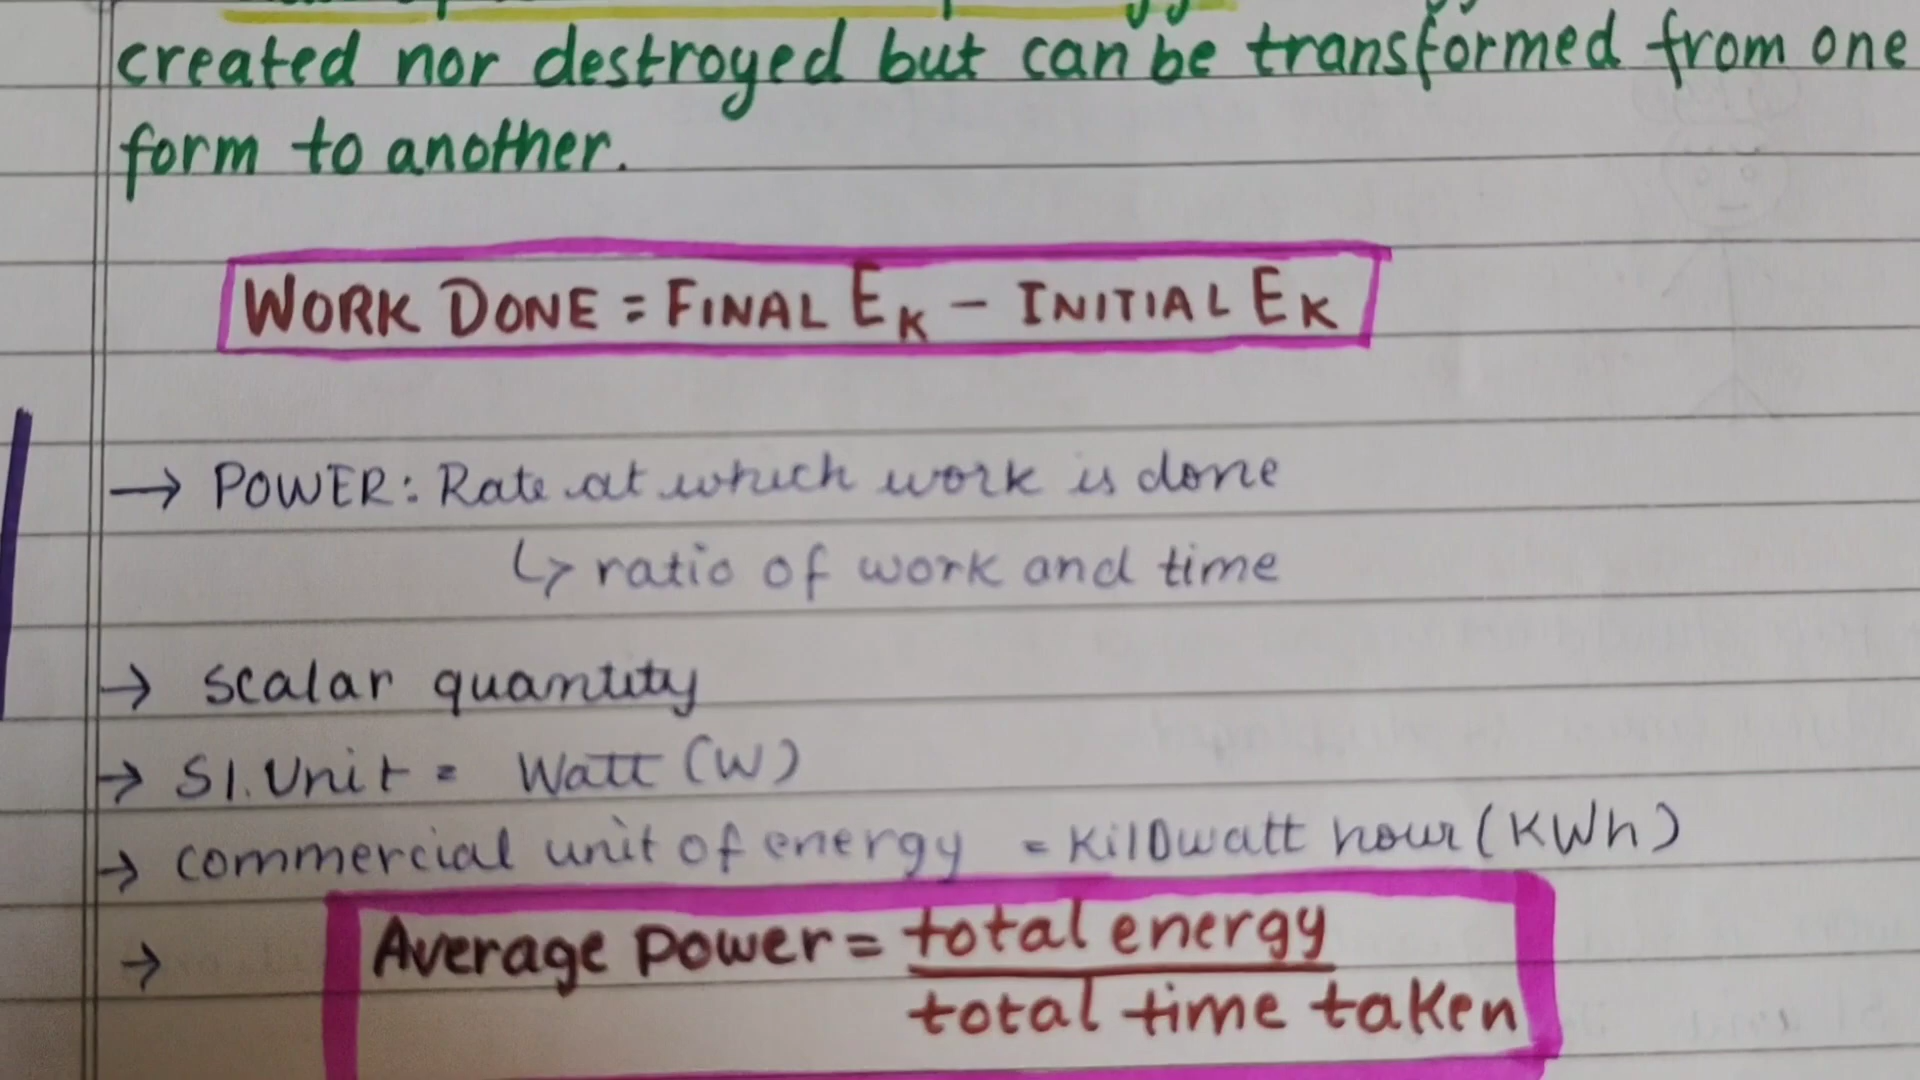 created nor destroyed but can be transformed from one
form to another.
WORK DONE = FINAL EK - INITIAL EK
→ POWER: Rate at which work is done
↳ ratio of work and time
→ scalar quantity
→ SI. Unit = Watt (W)
→ commercial unit of energy = Kilowatt hour (KWh)
→ Average power = total energy
total time taken